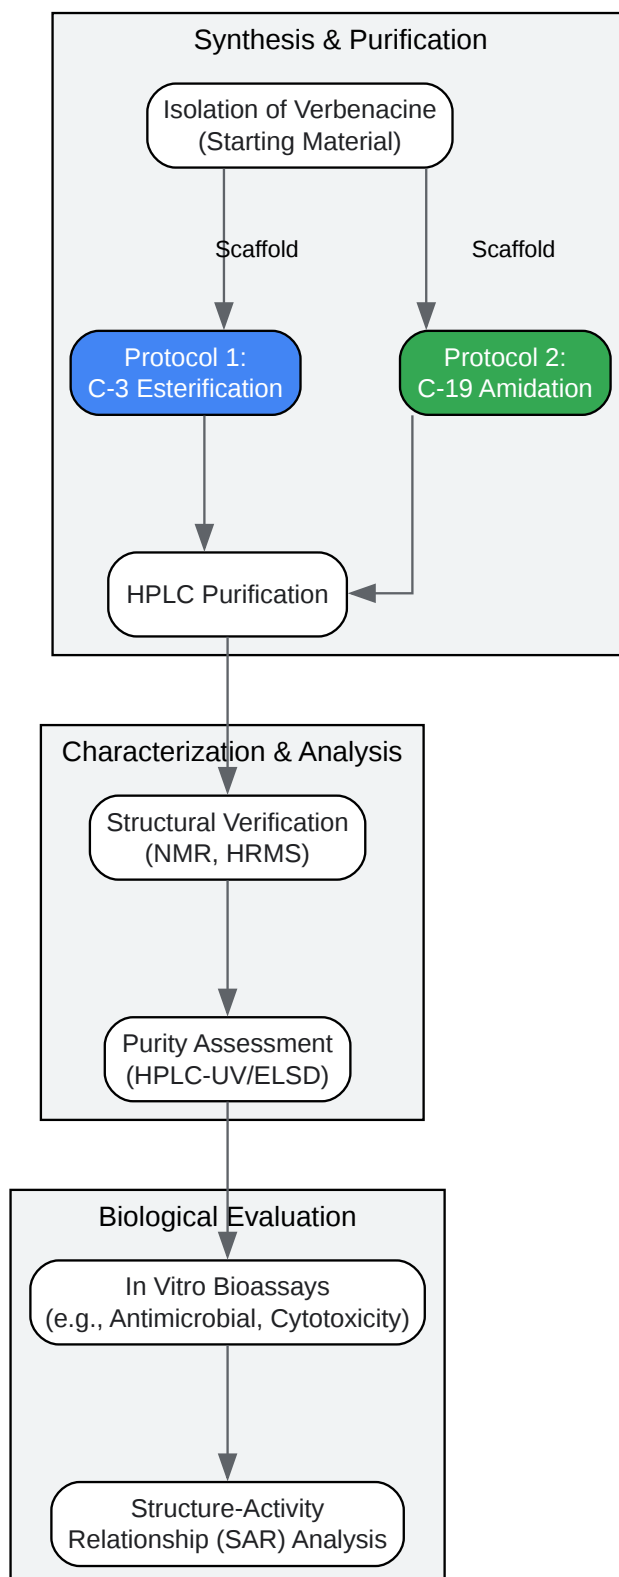 Synthesis & Purification
Isolation of Verbenacine
(Starting Material)
Scaffold
Scaffold
Protocol 1:
C-3 Esterification
Protocol 2:
C-19 Amidation
HPLC Purification
Characterization & Analysis
Structural Verification
(NMR, HRMS)
Purity Assessment
(HPLC-UV/ELSD)
Biological Evaluation
In Vitro Bioassays
(e.g., Antimicrobial, Cytotoxicity)
Structure-Activity
Relationship (SAR) Analysis